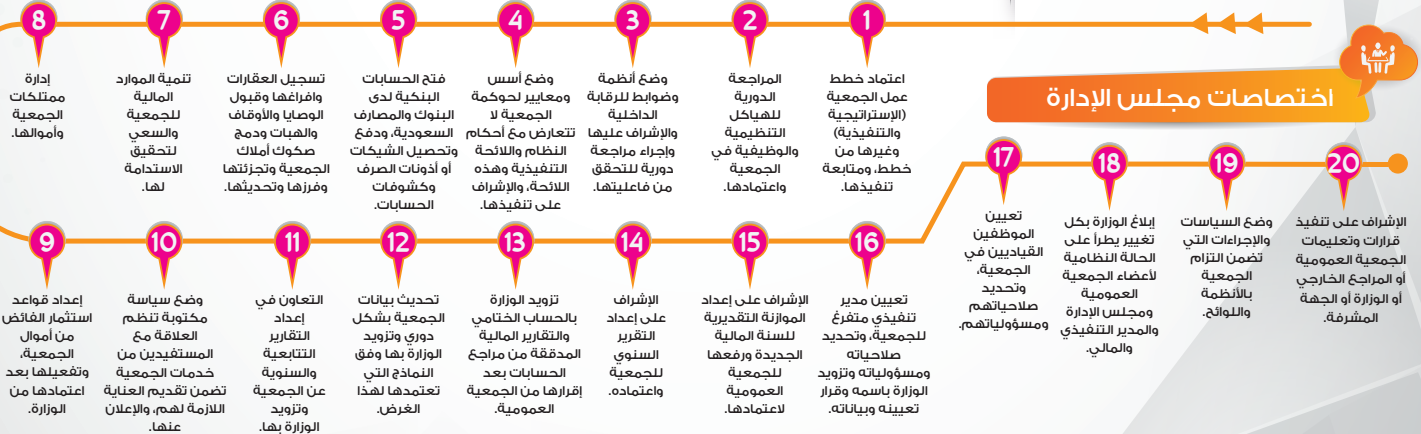 اختصاصات مجلس الإدارة
1
اعتماد خطط
عمل الجمعية
(الإستراتيجية
والتنفيذية)
وغيرها من
خطط، ومتابعة
تنفيذها.
2
المراجعة
الدورية
للهياكل
التنظيمية
والوظيفية في
الجمعية
واعتمادها.
3
وضع أنظمة
وضوابط للرقابة
الداخلية
والإشراف عليها
وإجراء مراجعة
دورية للتحقق
من فاعليتها.
4
وضع أسس
ومعايير لحوكمة
الجمعية لا
تتعارض مع أحكام
النظام واللائحة
التنفيذية وهذه
اللائحة، والإشراف
على تنفيذها.
5
فتح الحسابات
البنكية لدى
البنوك والمصارف
السعودية، ودفع
وتحصيل الشيكات
أو أذونات الصرف
وكشوفات
الحسابات.
6
تسجيل العقارات
وافراغها وقبول
الوصايا والأوقاف
والهبات ودمج
صكوك أملاك
الجمعية وتجزئتها
وفرزها وتحديثها.
7
تنمية الموارد
المالية
للجمعية
والسعي
لتحقيق
الاستدامة
لها.
8
إدارة
ممتلكات
الجمعية
وأموالها.
9
إعداد قواعد
استثمار الفائض
من أموال
الجمعية،
وتفعيلها بعد
اعتمادها من
الوزارة.
10
وضع سياسة
مكتوبة تنظم
العلاقة مع
المستفيدين من
خدمات الجمعية
تضمن تقديم العناية
اللازمة لهم، والإعلان
عنها.
11
التعاون في
إعداد
التقارير
التتابعية
والسنوية
عن الجمعية
وتزويد
الوزارة بها.
12
تحديث بيانات
الجمعية بشكل
دوري وتزويد
الوزارة بها وفق
النماذج التي
تعتمدها لهذا
الغرض.
13
تزويد الوزارة
بالحساب الختامي
والتقارير المالية
المدققة من مراجع
الحسابات بعد
إقرارها من الجمعية
العمومية.
14
الإشراف
على إعداد
التقرير
السنوي
للجمعية
واعتماده.
15
الإشراف على إعداد
الموازنة التقديرية
للسنة المالية
الجديدة ورفعها
للجمعية
العمومية
لاعتمادها.
16
تعيين مدير
تنفيذي متفرغ
للجمعية، وتحديد
صلاحياته
ومسؤولياته وتزويد
الوزارة باسمه وقرار
تعيينه وبياناته.
17
تعيين
الموظفين
القياديين في
الجمعية،
وتحديد
صلاحياتهم
ومسؤولياتهم.
18
إبلاغ الوزارة بكل
تغيير يطرأ على
الحالة النظامية
لأعضاء الجمعية
العمومية
ومجلس الإدارة
والمدير التنفيذي
والمالي.
19
وضع السياسات
والإجراءات التي
تضمن التزام
الجمعية
بالأنظمة
واللوائح.
20
الإشراف على تنفيذ
قرارات وتعليمات
الجمعية العمومية
أو المراجع الخارجي
أو الوزارة أو الجهة
المشرفة.